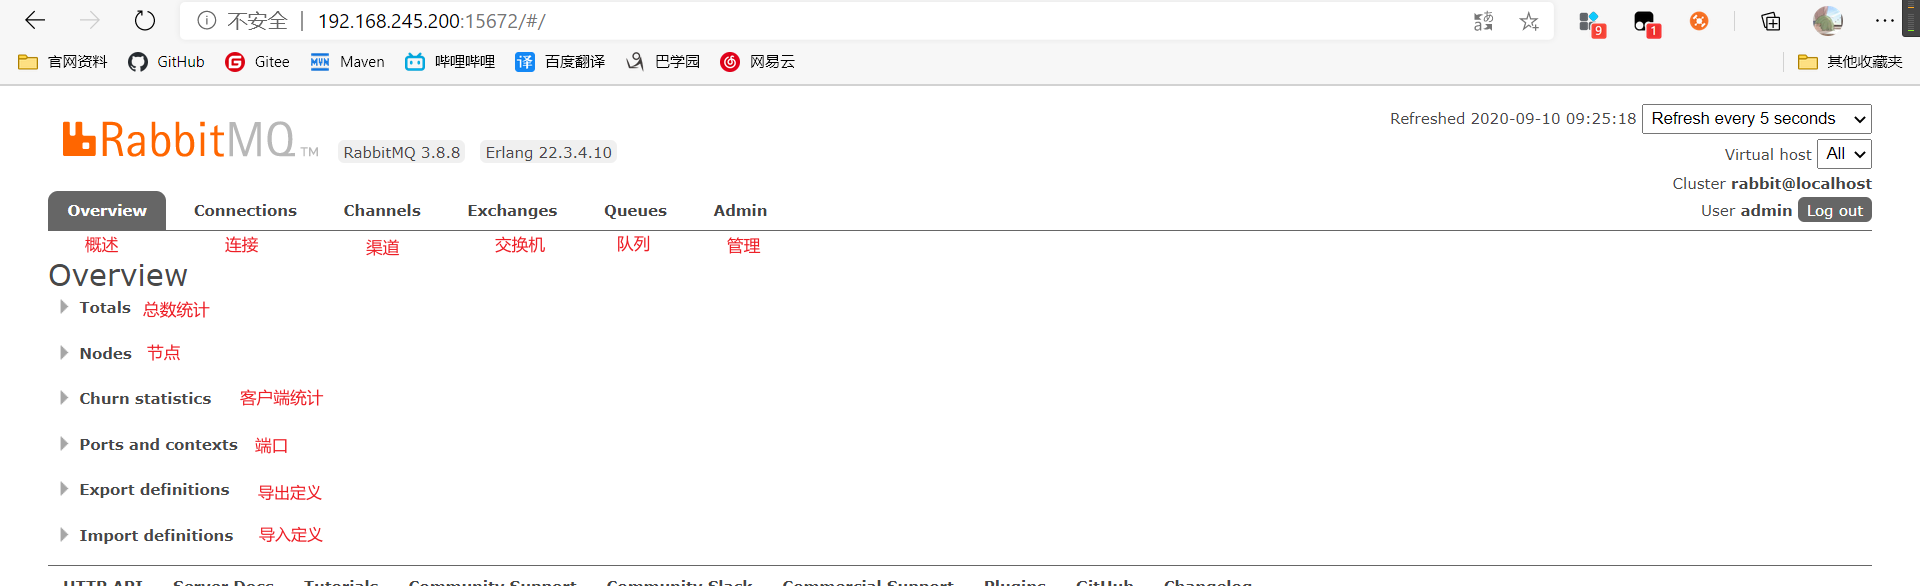 不安全 | 192.168.245.200:15672/#/
9 1
官网资料 GitHub Gitee Maven 哔哩哔哩 百度翻译 巴学园 网易云 其他收藏夹
Refreshed 2020-09-10 09:25:18 Refresh every 5 seconds
RabbitMQ TM RabbitMQ 3.8.8 Erlang 22.3.4.10
Virtual host All
Cluster rabbit@localhost
User admin Log out
Overview Connections Channels Exchanges Queues Admin
概述 连接 渠道 交换机 队列 管理
Overview
Totals 总数统计
Nodes 节点
Churn statistics 客户端统计
Ports and contexts 端口
Export definitions 导出定义
Import definitions 导入定义
HTTP API Server Docs Tutorials Community Support Community Slack Commercial Support Plugins GitHub Changelog